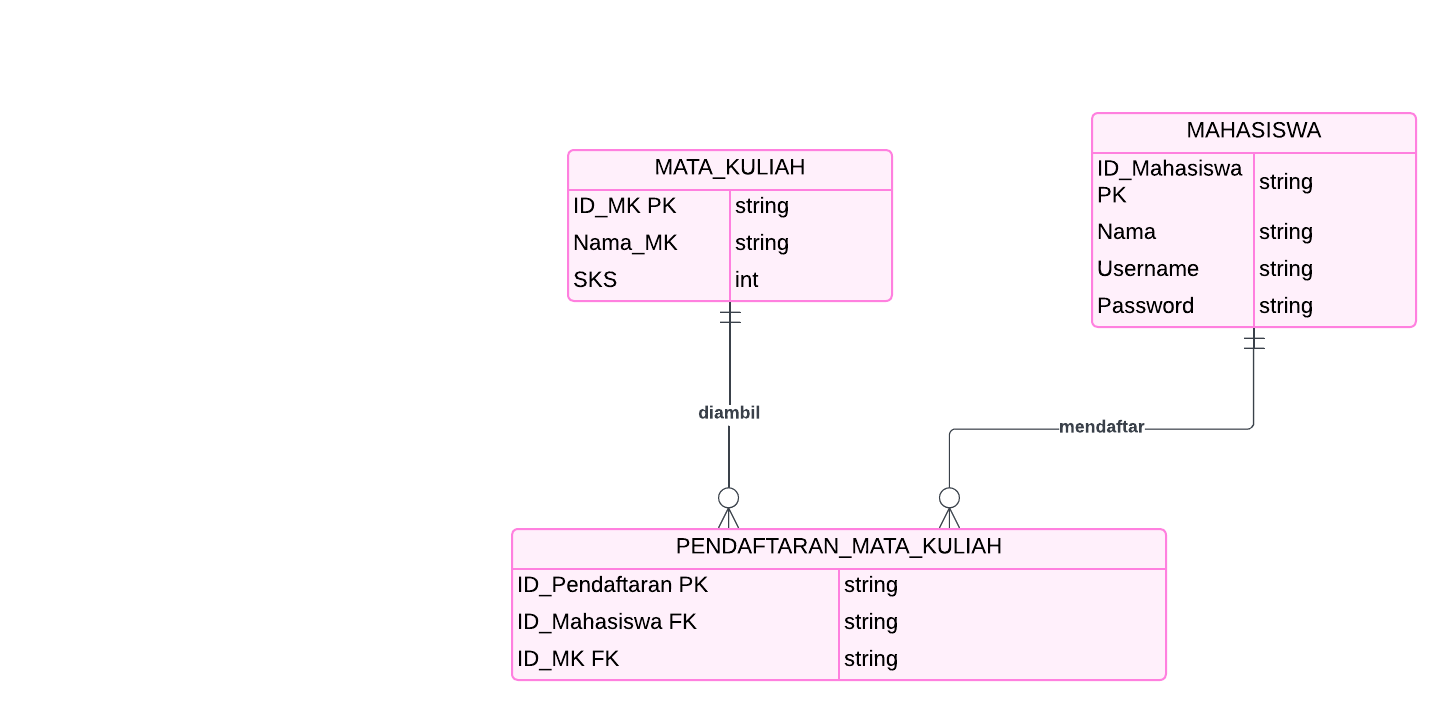 MATA_KULIAH
ID_MK PK string
Nama_MK string
SKS int
MAHASISWA
ID_Mahasiswa
PK
string
Nama string
Username string
Password string
diambil
mendaftar
PENDAFTARAN_MATA_KULIAH
ID_Pendaftaran PK string
ID_Mahasiswa FK string
ID_MK FK string